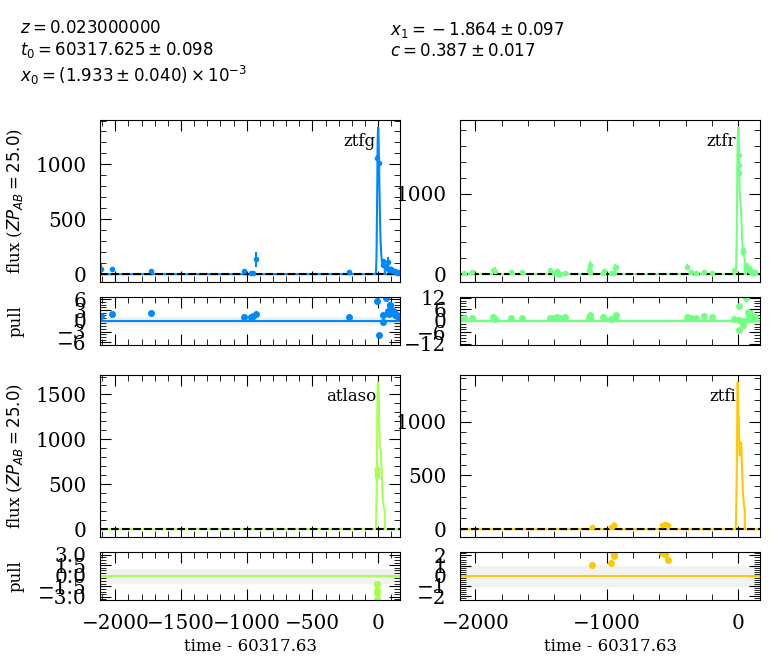 z = 0.023000000
t₀ = 60317.625 ± 0.098
x₀ = (1.933 ± 0.040) × 10⁻³
x₁ = −1.864 ± 0.097
c = 0.387 ± 0.017
flux (ZP_AB = 25.0)
1000
500
0
ztfg
1000
0
ztfr
pull
6
3
0
−3
−6
12
6
0
−6
−12
flux (ZP_AB = 25.0)
1500
1000
500
0
atlaso
1000
500
0
ztfi
pull
3.0
1.5
0.0
−1.5
−3.0
2
1
0
−1
−2
−2000 −1500 −1000 −500 0
−2000 −1000 0
time - 60317.63
time - 60317.63